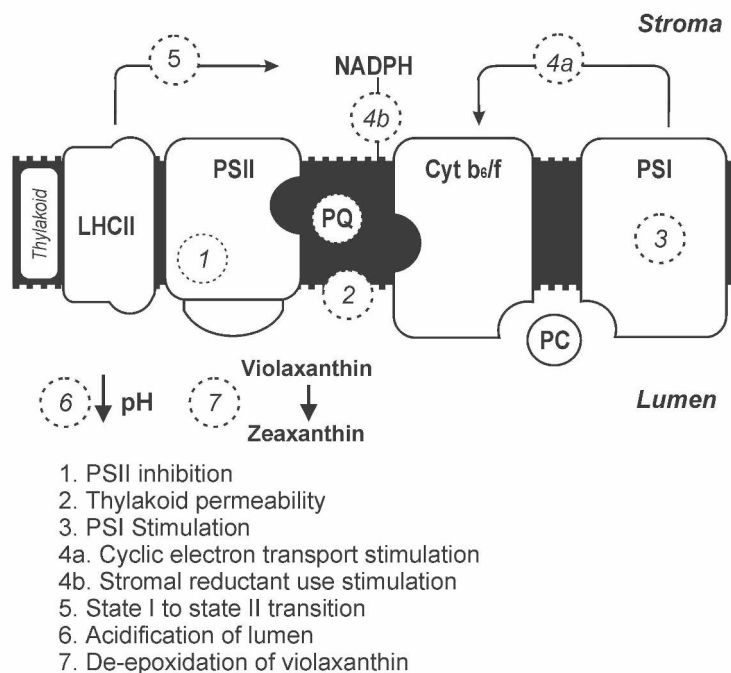 Stroma
5
4a
NADPH
4b
PSII
Cyt b₆/f
PSI
Thylakoid
LHCII
PQ
1
3
2
PC
Violaxanthin
6
pH
7
Lumen
Zeaxanthin
1. PSII inhibition
2. Thylakoid permeability
3. PSI Stimulation
4a. Cyclic electron transport stimulation
4b. Stromal reductant use stimulation
5. State I to state II transition
6. Acidification of lumen
7. De-epoxidation of violaxanthin